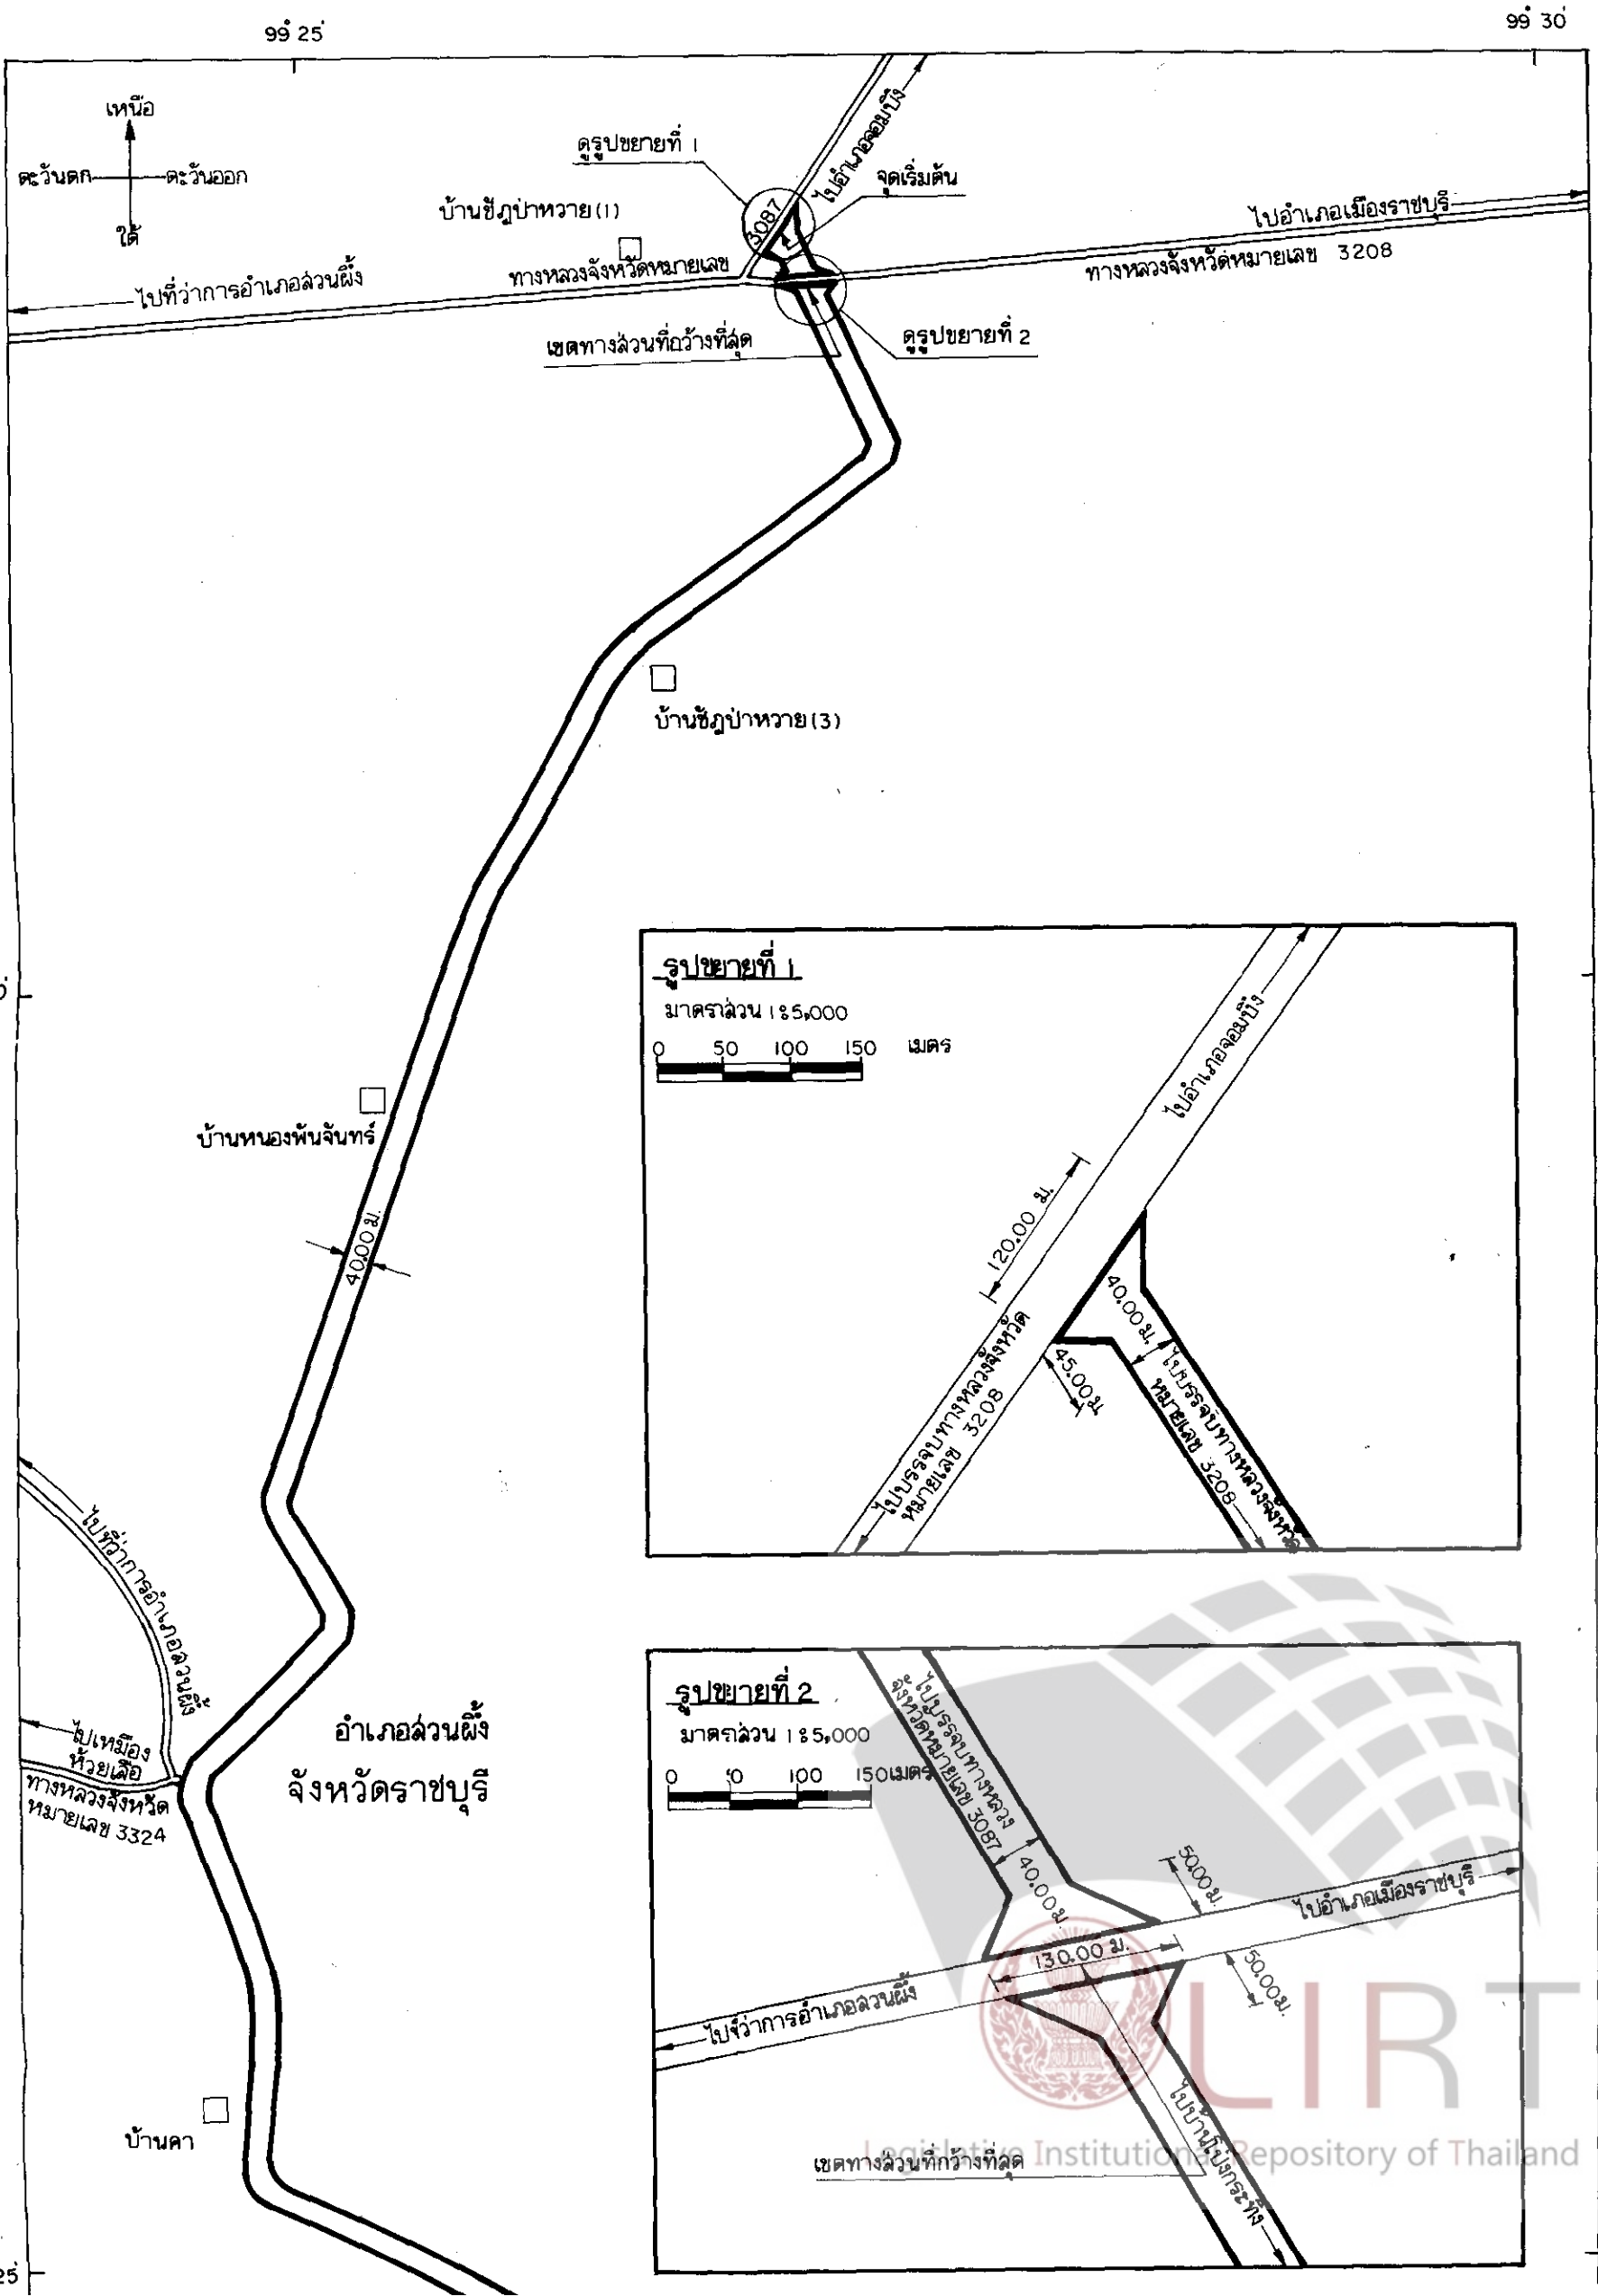 99° 25'
99° 30'
เหนือ
ตะวันตก
ตะวันออก
ใต้
ดูรูปขยายที่ 1
ไปอำเภอจอมบึง
จุดเริ่มต้น
3087
บ้านชัฎป่าหวาย (1)
ไปอำเภอเมืองราชบุรี
ทางหลวงจังหวัดหมายเลข
ทางหลวงจังหวัดหมายเลข 3208
ไปที่ว่าการอำเภอสวนผึ้ง
เขตทางส่วนที่กว้างที่สุด
ดูรูปขยายที่ 2
บ้านชัฎป่าหวาย (3)
รูปขยายที่ 1
มาตราส่วน 1:5,000
0 50 100 150 เมตร
ไปอำเภอจอมบึง
120.00 ม.
40.00 ม.
45.00 ม
ไปบรรจบทางหลวงจังหวัด
หมายเลข 3208
ไปบรรจบทางหลวงจังหวัด
หมายเลข 3208
บ้านหนองพันจันทร์
40.00 ม.
ไปที่ว่าการอำเภอสวนผึ้ง
ไปเหมือง
ห้วยเสือ
ทางหลวงจังหวัด
หมายเลข 3324
อำเภอสวนผึ้ง
จังหวัดราชบุรี
รูปขยายที่ 2
มาตราส่วน 1:5,000
0 50 100 150 เมตร
ไปบรรจบทางหลวง
จังหวัดหมายเลข 3087
40.00 ม.
50.00 ม.
ไปอำเภอเมืองราชบุรี
130.00 ม.
50.00 ม.
ไปที่ว่าการอำเภอสวนผึ้ง
ไปบ้านโป่งกระทิง
เขตทางส่วนที่กว้างที่สุด
บ้านคา
25'
LIRT
Legislative Institutional Repository of Thailand